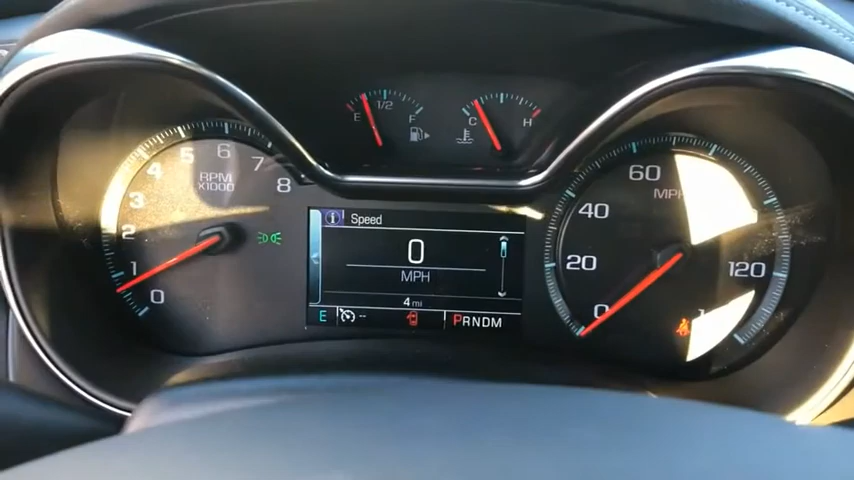 E 1/2 F
C H
5 6 7
4 8
RPM
X1000
3
2
1
0
i Speed
0
MPH
4 mi
E -- PRNDM
60
MPH
40
20
0
120